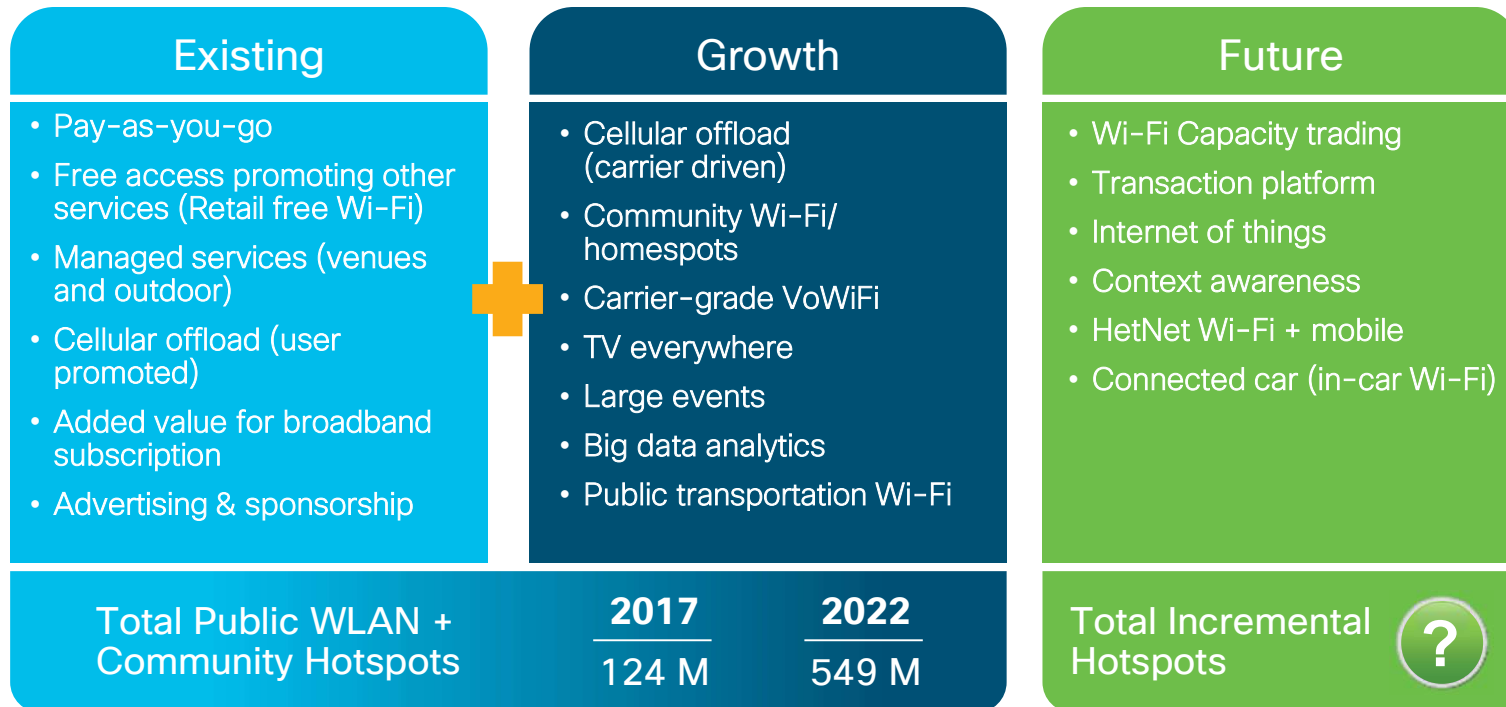 Existing
• Pay-as-you-go
• Free access promoting other
services (Retail free Wi-Fi)
• Managed services (venues
and outdoor)
• Cellular offload (user
promoted)
• Added value for broadband
subscription
• Advertising & sponsorship
Growth
• Cellular offload
(carrier driven)
• Community Wi-Fi/
homespots
• Carrier-grade VoWiFi
• TV everywhere
• Large events
• Big data analytics
• Public transportation Wi-Fi
Future
• Wi-Fi Capacity trading
• Transaction platform
• Internet of things
• Context awareness
• HetNet Wi-Fi + mobile
• Connected car (in-car Wi-Fi)
Total Public WLAN +
Community Hotspots
2017
124 M
2022
549 M
Total Incremental
Hotspots
?